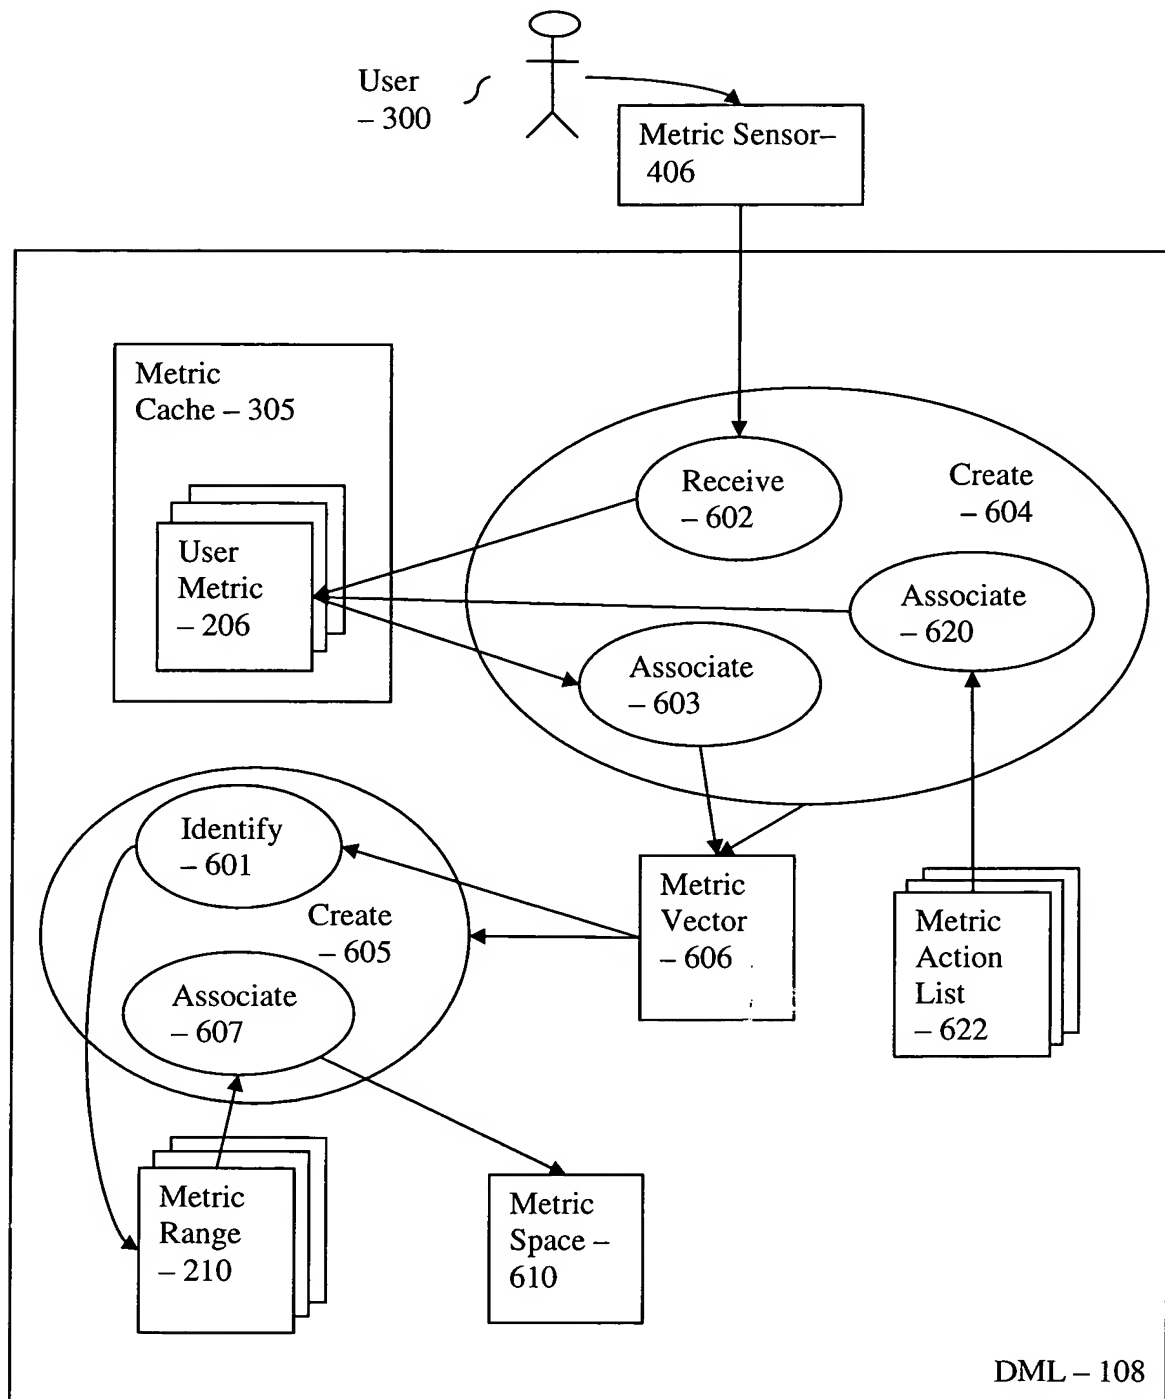 User
– 300
Metric Sensor–
406
Metric
Cache – 305
Receive
– 602
Create
– 604
User
Metric
– 206
Associate
– 620
Associate
– 603
Identify
– 601
Create
– 605
Associate
– 607
Metric
Vector
– 606
Metric
Action
List
– 622
Metric
Range
– 210
Metric
Space –
610
DML – 108